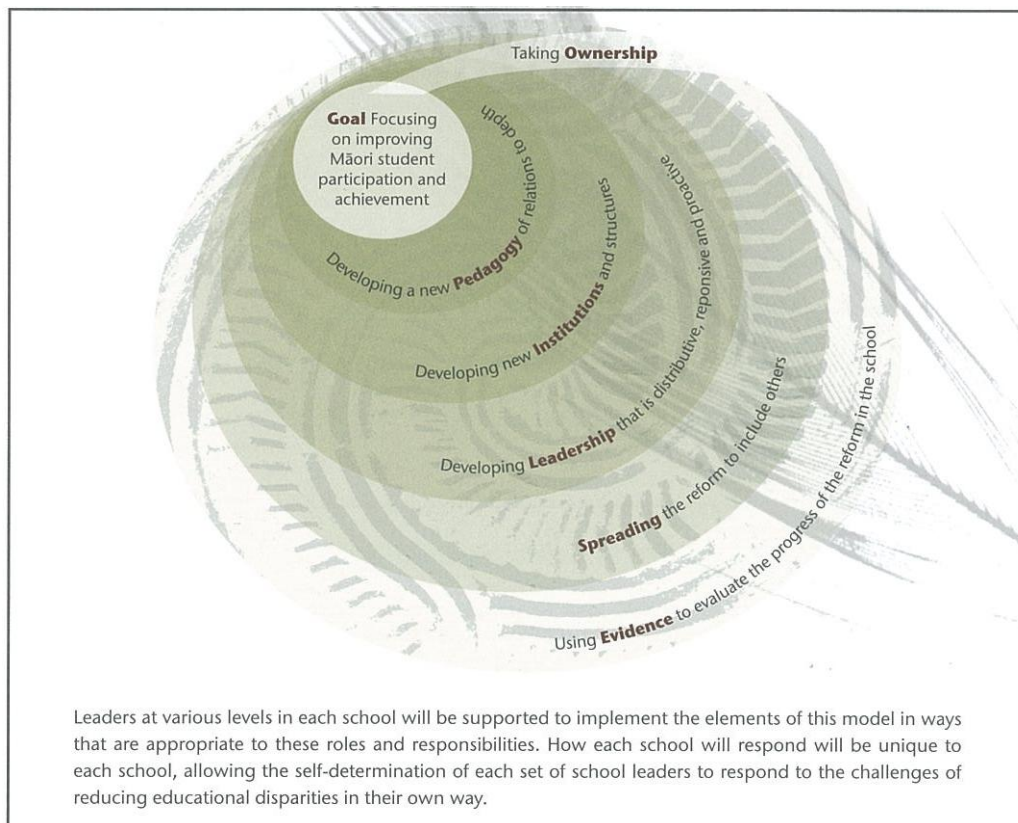 Taking Ownership
Goal Focusing
on improving
Māori student
participation and
achievement
Developing a new Pedagogy of relations to depth
Developing new Institutions and structures
Developing Leadership that is distributive, reponsive and proactive
Spreading the reform to include others
Using Evidence to evaluate the progress of the reform in the school
Leaders at various levels in each school will be supported to implement the elements of this model in ways
that are appropriate to these roles and responsibilities. How each school will respond will be unique to
each school, allowing the self-determination of each set of school leaders to respond to the challenges of
reducing educational disparities in their own way.